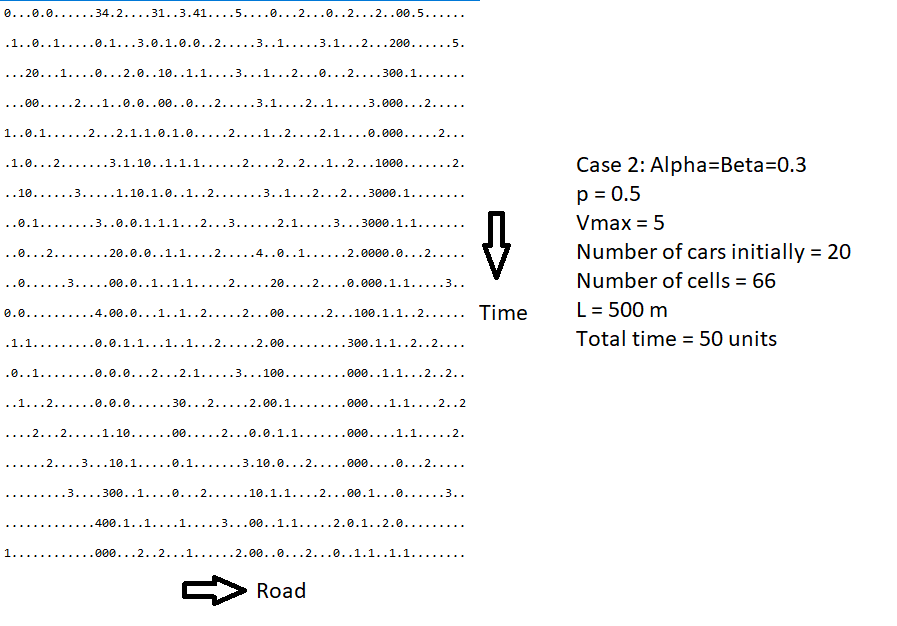 0...0.0......34.2....31..3.41....5....0...2...0..2...2..00.5......
.1..0..1.....0.1...3.0.1.0.0..2.....3..1.....3.1...2...200......5.
...20...1....0...2.0..10..1.1....3...1...2...0...2....300.1.......
...00.....2...1..0.0..00..0...2.....3.1....2..1.....3.000...2.....
1..0.1......2...2.1.1.0.1.0.....2....1..2....2.1....0.000.....2...
.1.0...2.......3.1.10..1.1.1......2....2..2...1..2...1000.......2.
..10......3.....1.10.1.0..1..2.......3..1...2...2...3000.1........
..0.1........3..0.0.1.1.1...2...3......2.1.....3...3000.1.1.......
..0...2........20.0.0..1.1....2.....4..0..1......2.0000.0...2.....
..0......3.....00.0..1..1.1.....2.....20....2....0.000.1.1.....3..
0.0..........4.00.0...1..1..2.....2...00......2...100.1.1..2......
.1.1.........0.0.1.1...1..1...2.....2.00.........300.1.1..2..2....
.0..1........0.0.0...2...2.1.....3...100.........000..1.1...2..2..
..1...2......0.0.0......30...2.....2.00.1........000...1.1....2..2
....2...2.....1.10......00.....2...0.0.1.1.......000....1.1.....2.
......2....3...10.1.....0.1.......3.10.0...2.....000....0...2.....
.........3....300..1....0...2......10.1.1....2...00.1...0......3..
.............400.1..1....1.....3...00..1.1.....2.0.1..2.0.........
1............000...2..2...1......2.00..0...2...0..1.1..1.1........
Road
Time
Case 2: Alpha=Beta=0.3
p = 0.5
Vmax = 5
Number of cars initially = 20
Number of cells = 66
L = 500 m
Total time = 50 units